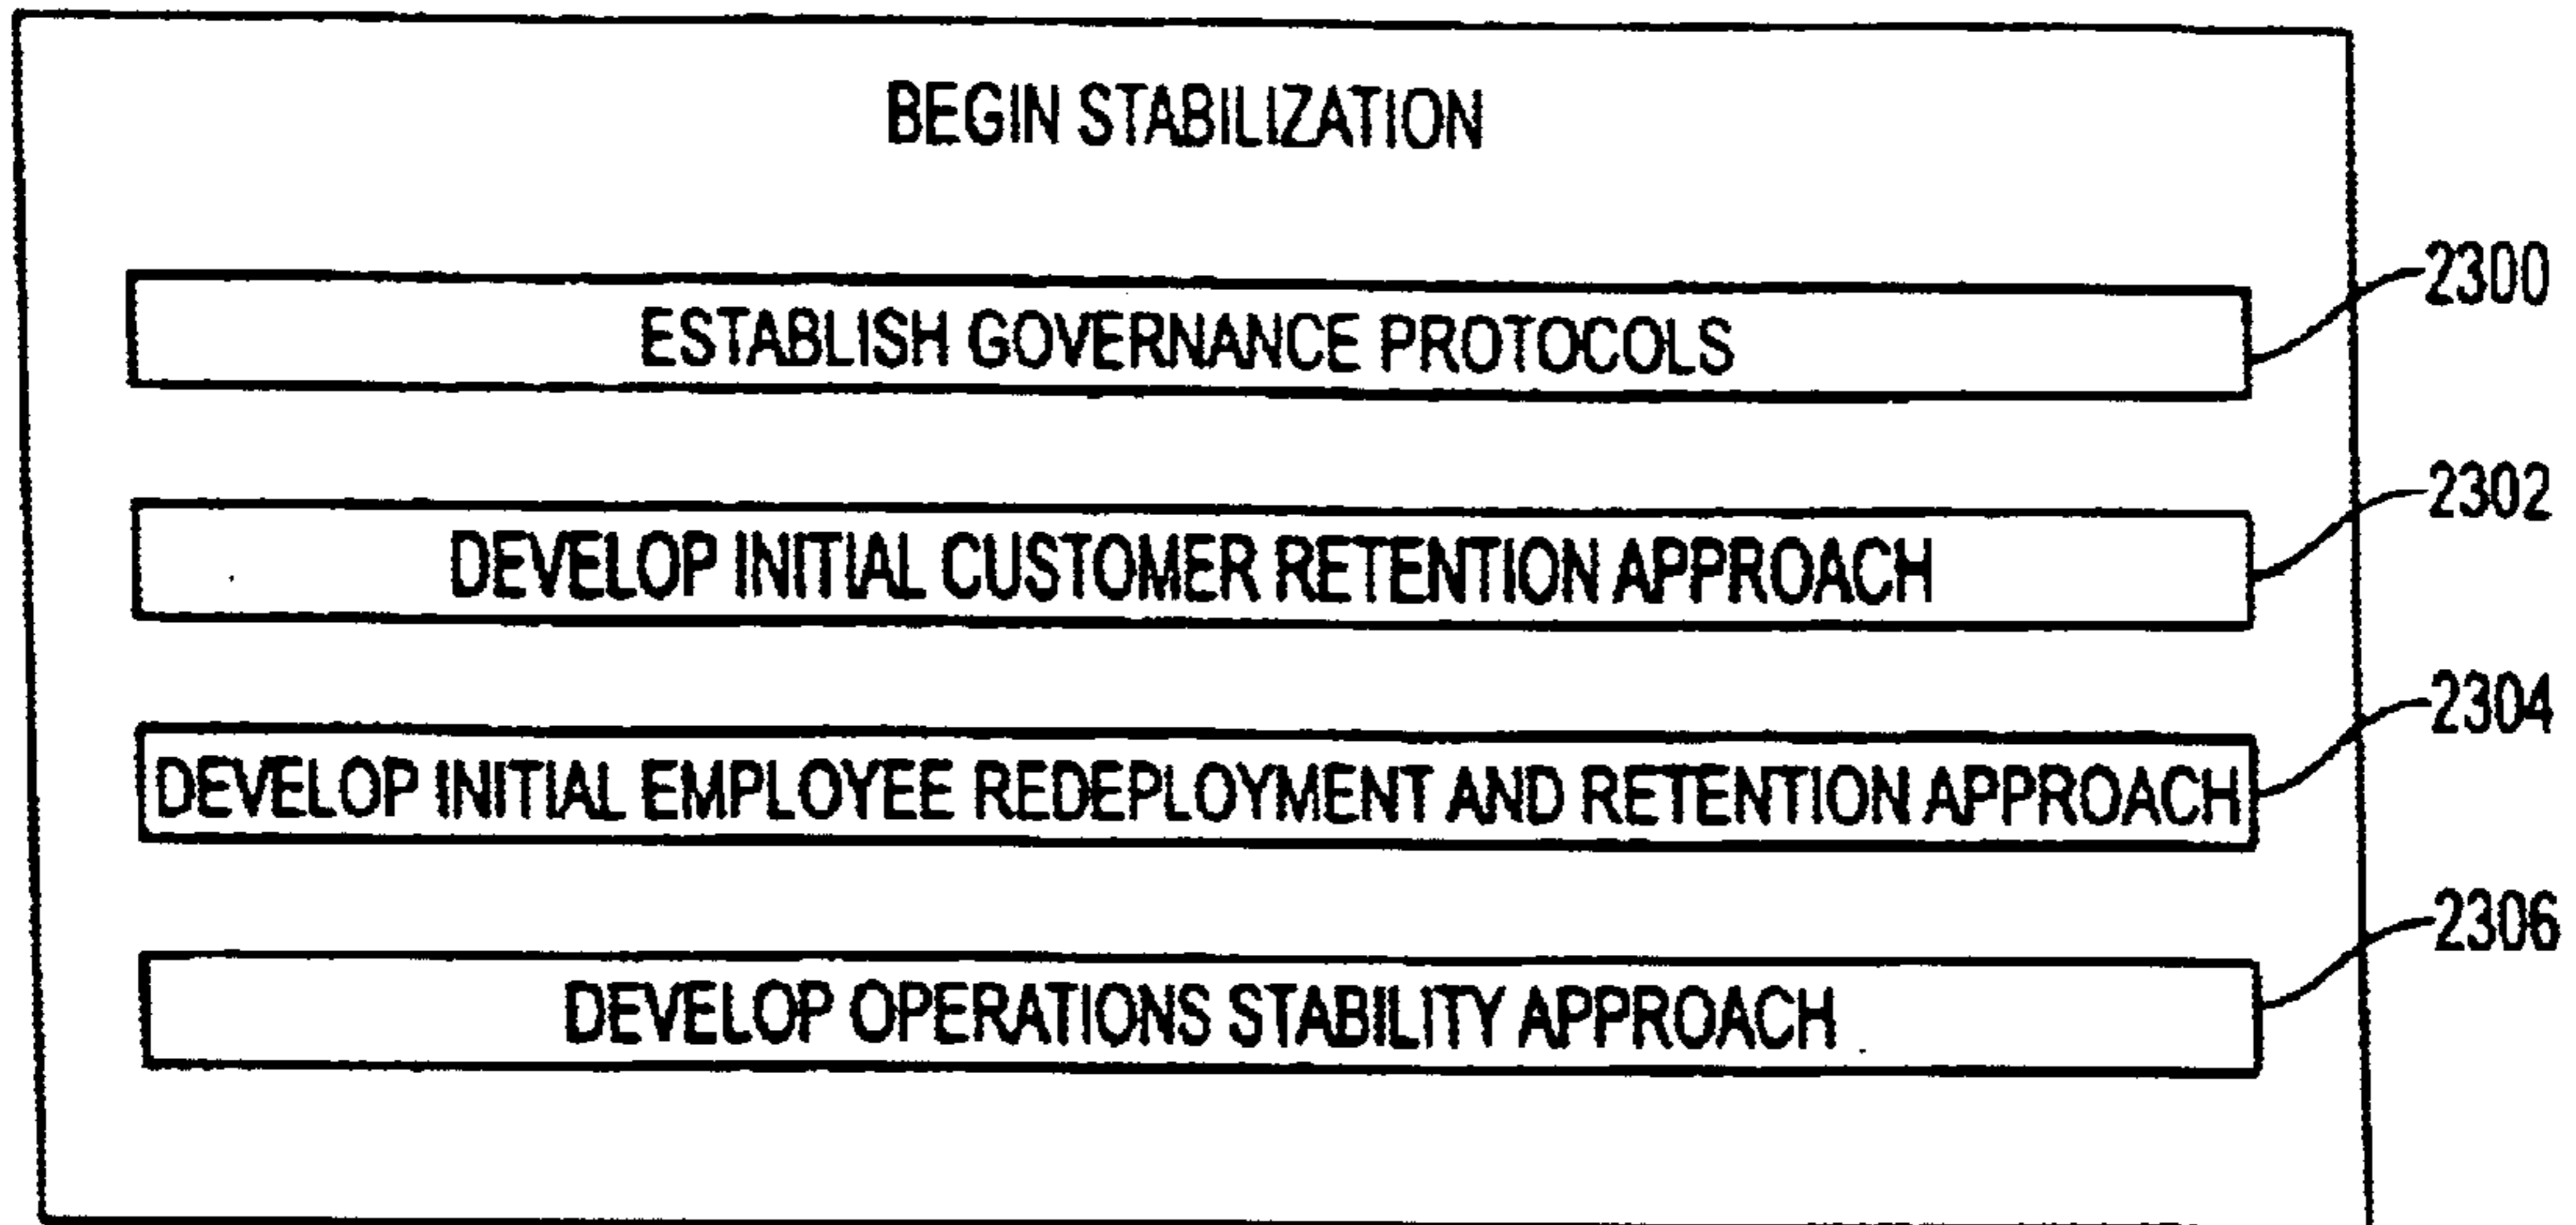 BEGIN STABILIZATION
ESTABLISH GOVERNANCE PROTOCOLS
2300
DEVELOP INITIAL CUSTOMER RETENTION APPROACH
2302
DEVELOP INITIAL EMPLOYEE REDEPLOYMENT AND RETENTION APPROACH
2304
DEVELOP OPERATIONS STABILITY APPROACH
2306